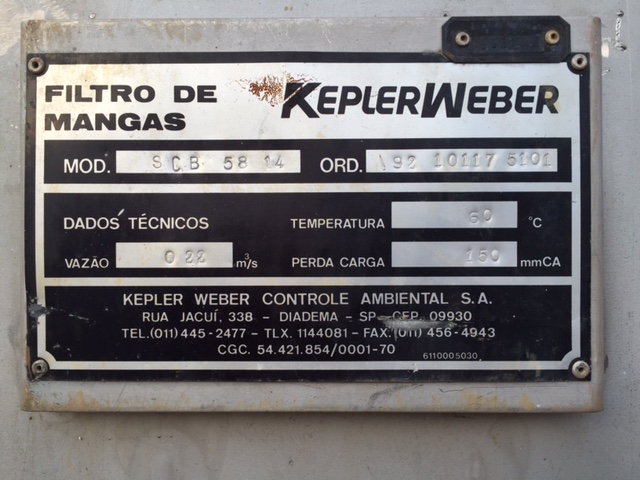 FILTRO DE
MANGAS
KEPLERWEBER
MOD. SCB 58 14 ORD. 92 10117 5101
DADOS TÉCNICOS TEMPERATURA 60 °C
VAZÃO 0 22 m³/s PERDA CARGA 150 mmCA
KEPLER WEBER CONTROLE AMBIENTAL S.A.
RUA JACUÍ, 338 - DIADEMA - SP - CEP. 09930
TEL.(011) 445-2477 - TLX. 1144081 - FAX.(011) 456-4943
CGC. 54.421.854/0001-70
6110005030